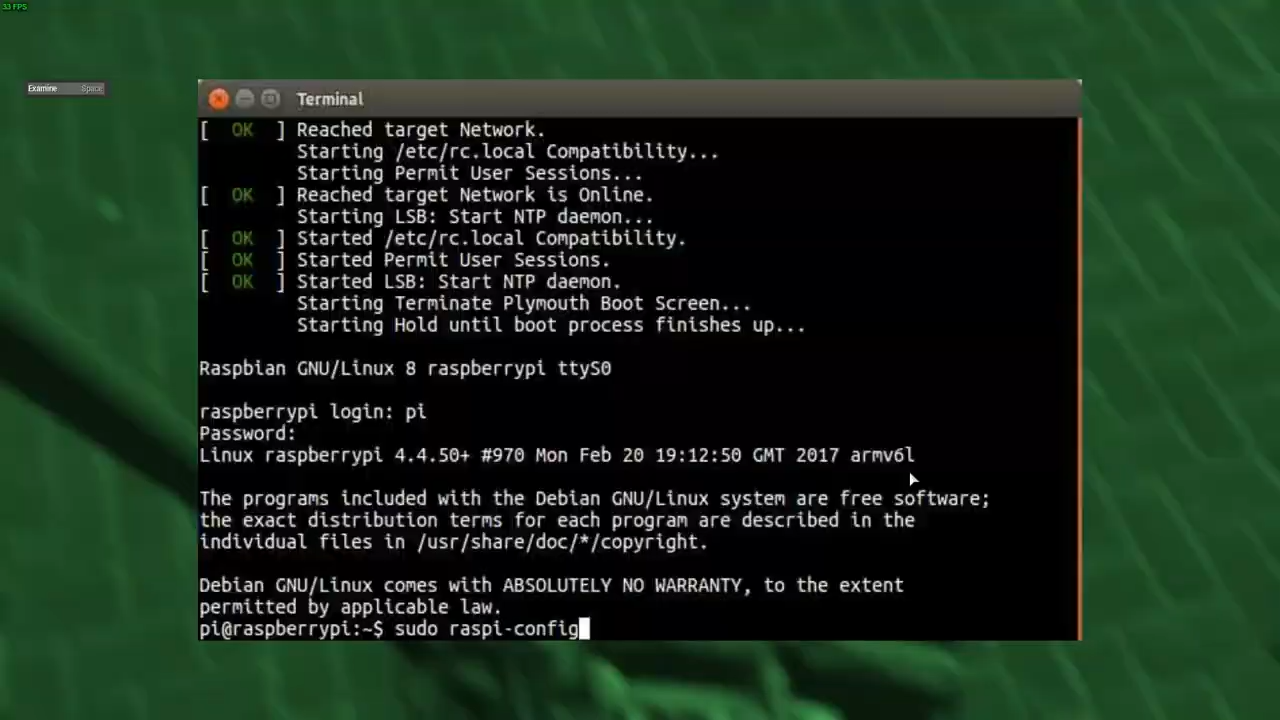 33 FPS
Examine Space
Terminal
[ OK ] Reached target Network.
Starting /etc/rc.local Compatibility...
Starting Permit User Sessions...
[ OK ] Reached target Network is Online.
Starting LSB: Start NTP daemon...
[ OK ] Started /etc/rc.local Compatibility.
[ OK ] Started Permit User Sessions.
[ OK ] Started LSB: Start NTP daemon.
Starting Terminate Plymouth Boot Screen...
Starting Hold until boot process finishes up...
Raspbian GNU/Linux 8 raspberrypi ttyS0
raspberrypi login: pi
Password:
Linux raspberrypi 4.4.50+ #970 Mon Feb 20 19:12:50 GMT 2017 armv6l
The programs included with the Debian GNU/Linux system are free software;
the exact distribution terms for each program are described in the
individual files in /usr/share/doc/*/copyright.
Debian GNU/Linux comes with ABSOLUTELY NO WARRANTY, to the extent
permitted by applicable law.
pi@raspberrypi:~$ sudo raspi-config